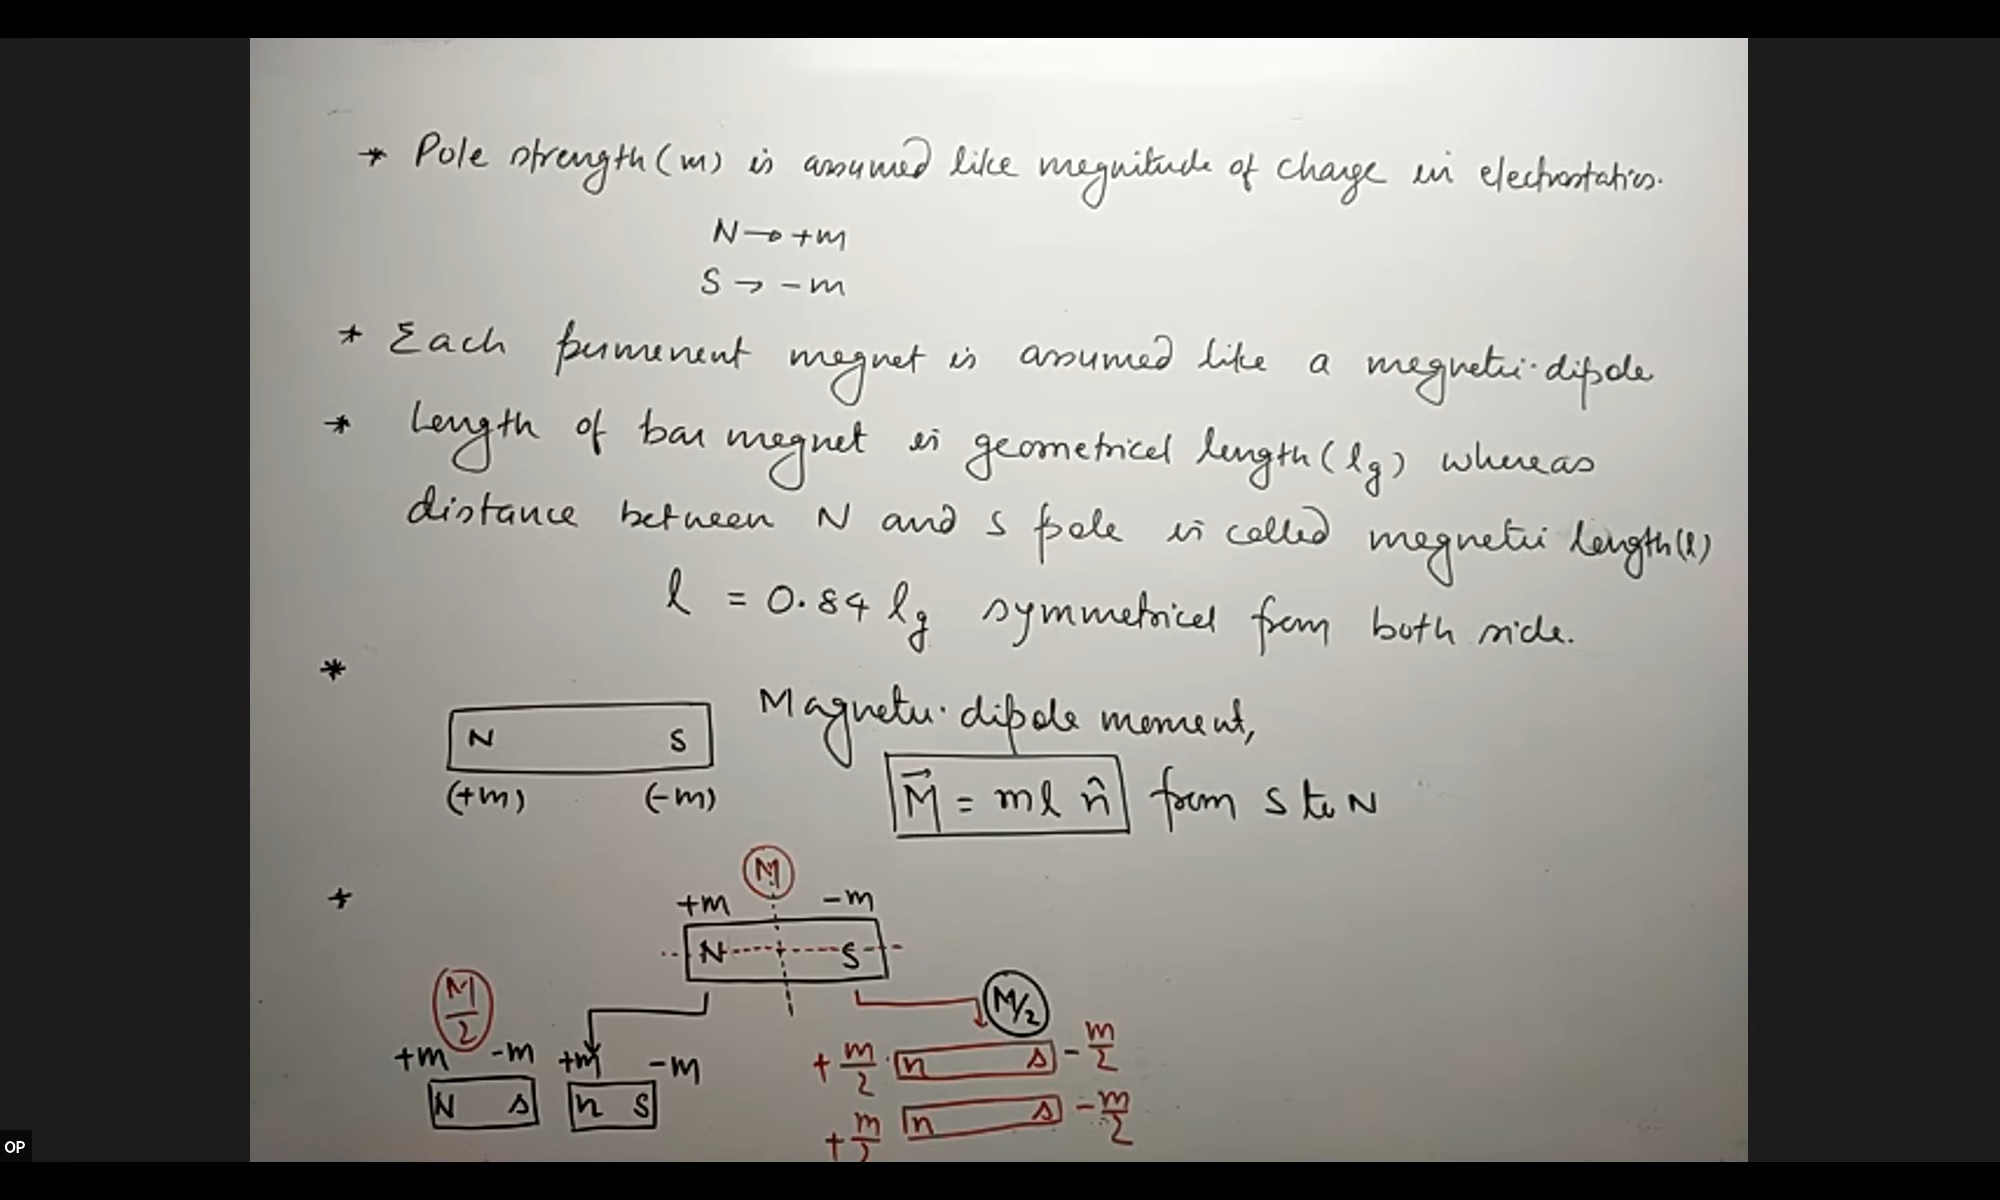 * Pole strength (m) is assumed like megnitude of charge in electrostatics.
N → +m
S → -m
* Each permenent megnet is assumed like a megnetic dipole
* Length of bar megnet is geometricel length (lg) whereas
distance between N and S pole is called megnetic length (l)
l = 0.84 lg symmetricel from both side.
*
N S
(+m) (-m)
Magnetic dipole moment,
M⃗ = ml n̂ from S to N
*
M
+m -m
N S
M/2
+m -m +m -m
N s n S
M/2
+m/2 n s -m/2
+m/2 n s -m/2
OP